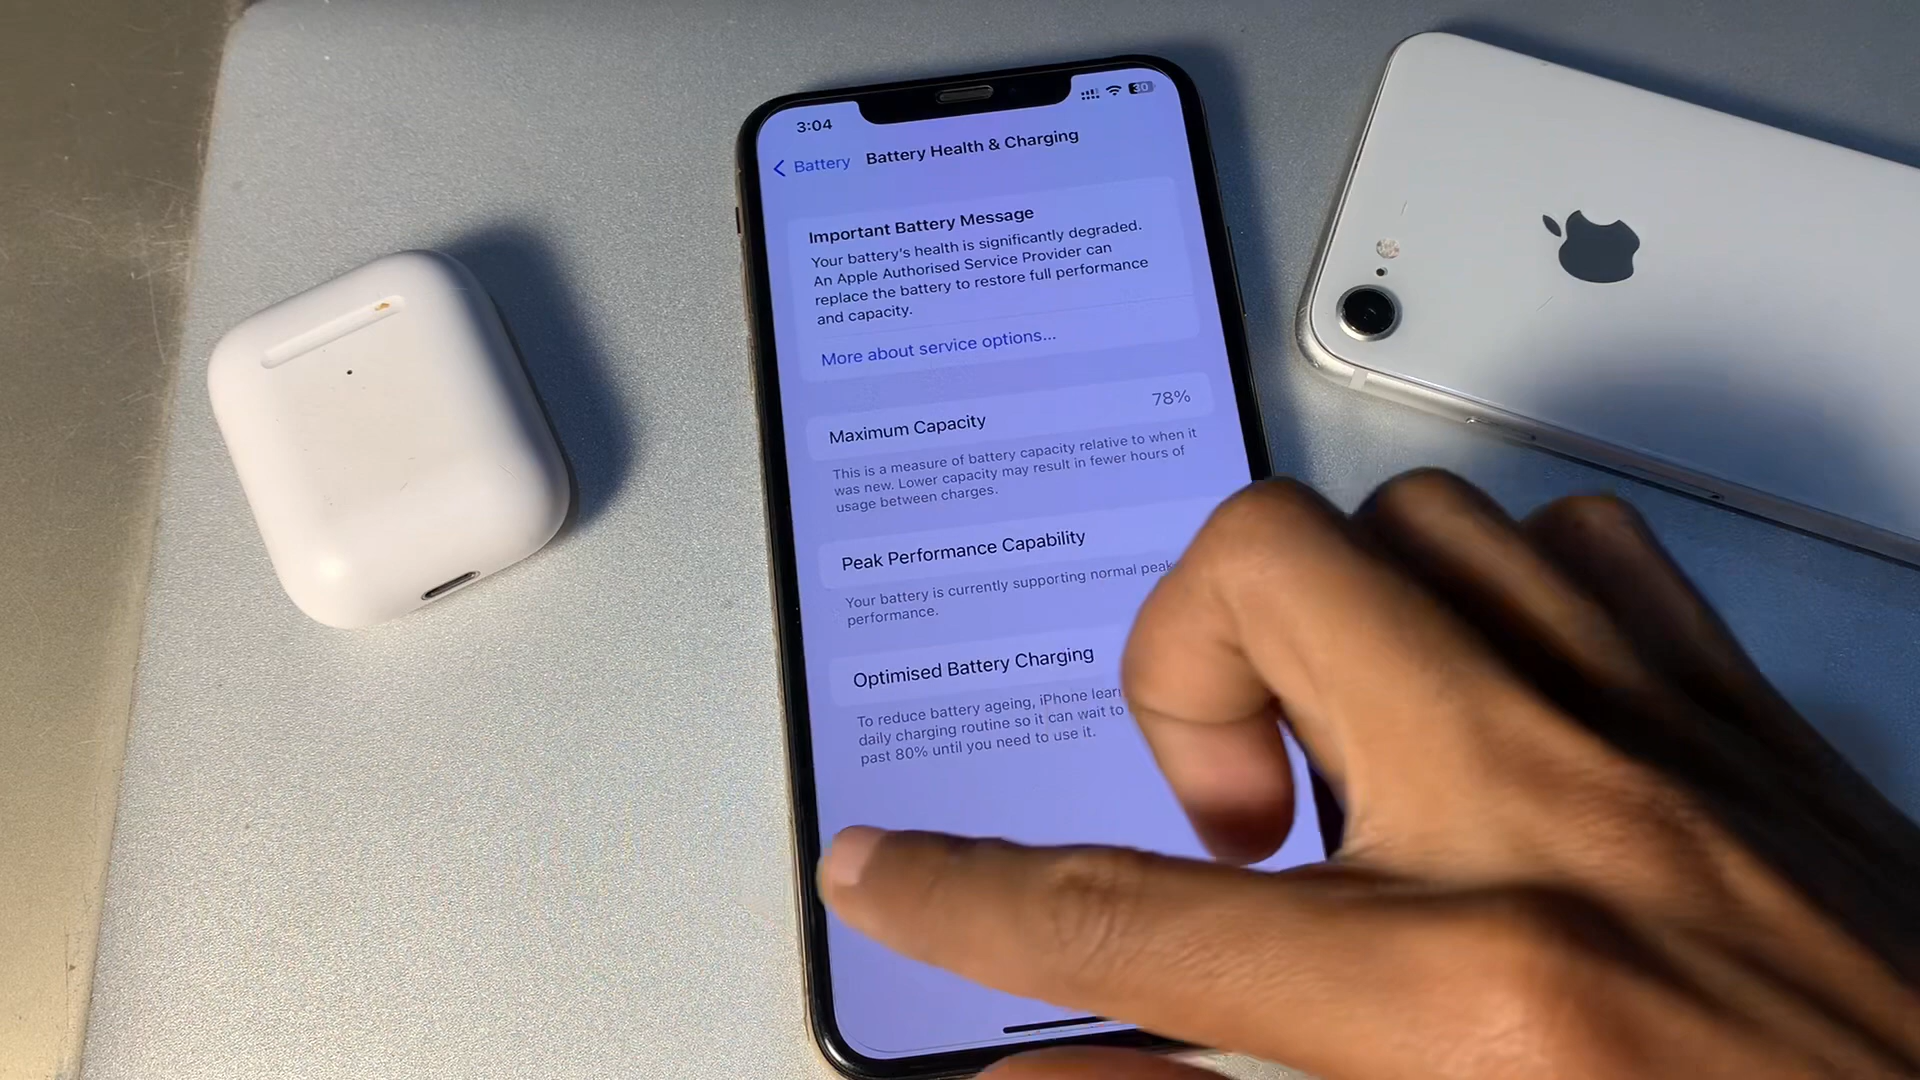 3:04
30
Battery
Battery Health & Charging
Important Battery Message
Your battery's health is significantly degraded.
An Apple Authorised Service Provider can
replace the battery to restore full performance
and capacity.
More about service options...
Maximum Capacity
78%
This is a measure of battery capacity relative to when it
was new. Lower capacity may result in fewer hours of
usage between charges.
Peak Performance Capability
Your battery is currently supporting normal peak
performance.
Optimised Battery Charging
To reduce battery ageing, iPhone
daily charging routine so it can wait to
past 80% until you need to use it.